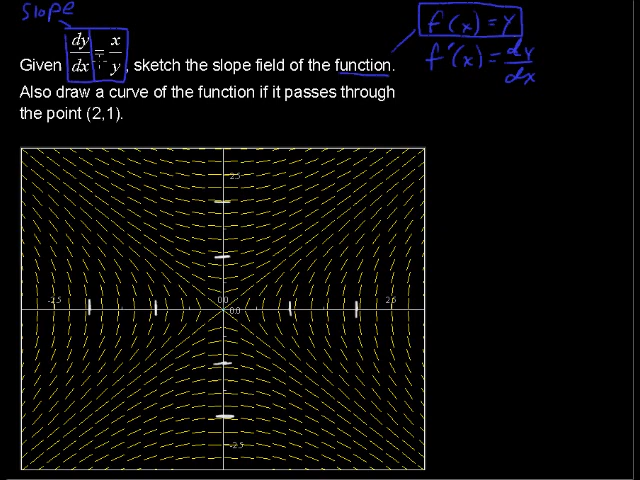 slope
f(x) = y
Given dy/dx = x/y, sketch the slope field of the function.
f'(x) = dy/dx
Also draw a curve of the function if it passes through
the point (2,1).
2.5
-2.5 0.0 2.5
0.0
-2.5